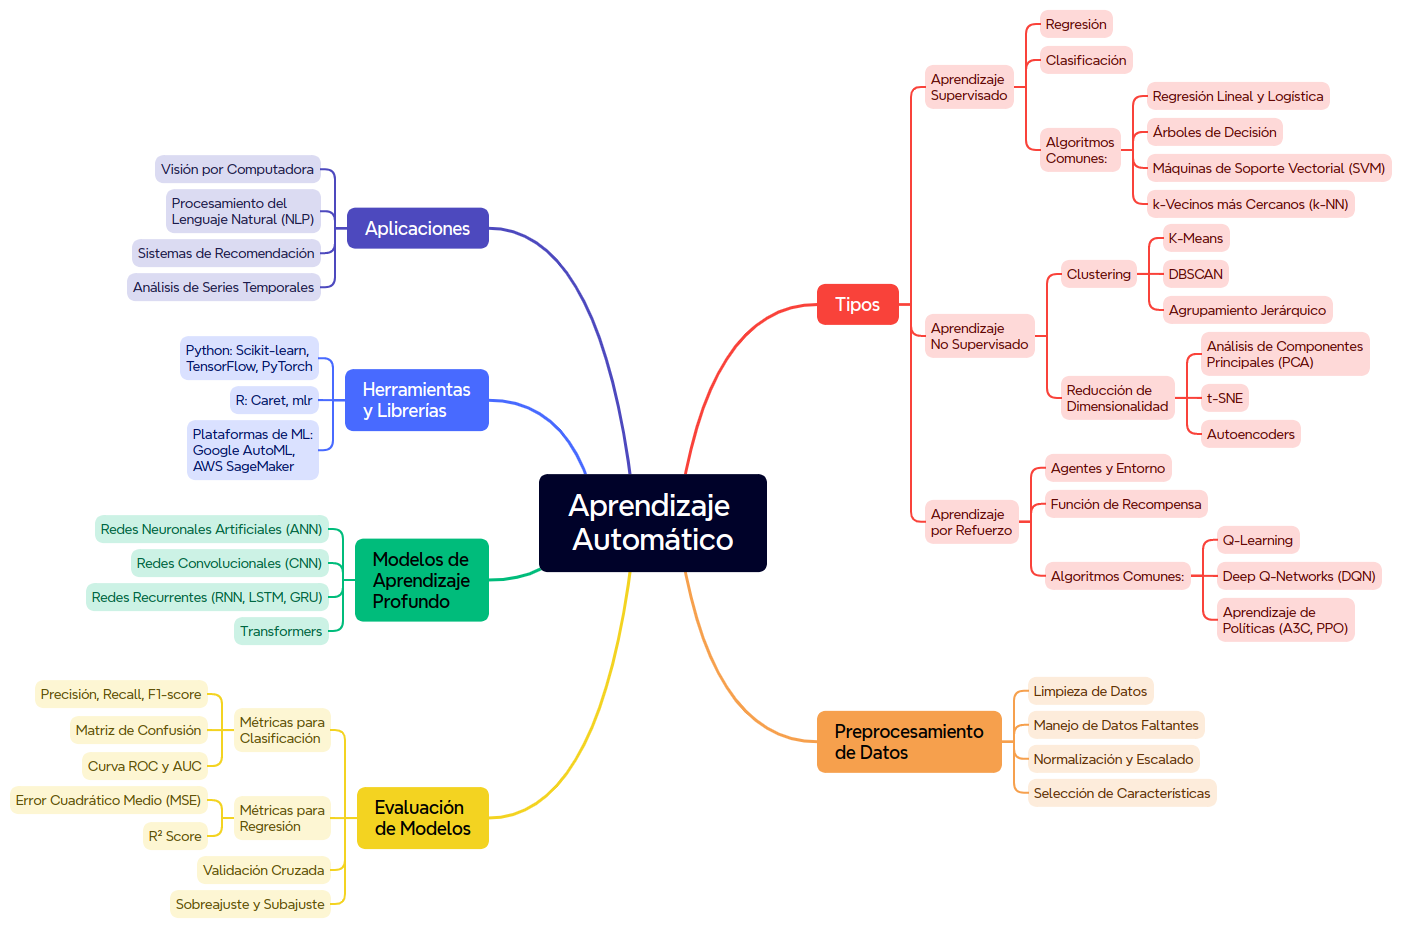 Aprendizaje
Automático
Tipos
Aprendizaje
Supervisado
Regresión
Clasificación
Algoritmos
Comunes:
Regresión Lineal y Logística
Árboles de Decisión
Máquinas de Soporte Vectorial (SVM)
k-Vecinos más Cercanos (k-NN)
Aprendizaje
No Supervisado
Clustering
K-Means
DBSCAN
Agrupamiento Jerárquico
Reducción de
Dimensionalidad
Análisis de Componentes
Principales (PCA)
t-SNE
Autoencoders
Aprendizaje
por Refuerzo
Agentes y Entorno
Función de Recompensa
Algoritmos Comunes:
Q-Learning
Deep Q-Networks (DQN)
Aprendizaje de
Políticas (A3C, PPO)
Preprocesamiento
de Datos
Limpieza de Datos
Manejo de Datos Faltantes
Normalización y Escalado
Selección de Características
Evaluación
de Modelos
Métricas para
Clasificación
Precisión, Recall, F1-score
Matriz de Confusión
Curva ROC y AUC
Métricas para
Regresión
Error Cuadrático Medio (MSE)
R² Score
Validación Cruzada
Sobreajuste y Subajuste
Modelos de
Aprendizaje
Profundo
Redes Neuronales Artificiales (ANN)
Redes Convolucionales (CNN)
Redes Recurrentes (RNN, LSTM, GRU)
Transformers
Herramientas
y Librerías
Python: Scikit-learn,
TensorFlow, PyTorch
R: Caret, mlr
Plataformas de ML:
Google AutoML,
AWS SageMaker
Aplicaciones
Visión por Computadora
Procesamiento del
Lenguaje Natural (NLP)
Sistemas de Recomendación
Análisis de Series Temporales